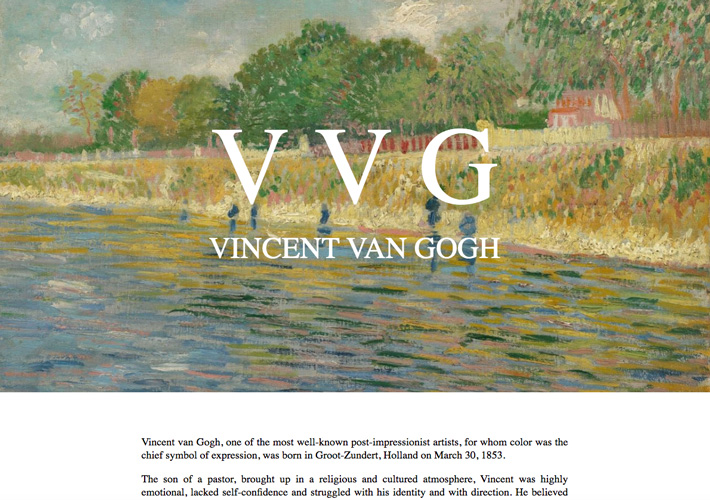 V V G
VINCENT VAN GOGH
Vincent van Gogh, one of the most well-known post-impressionist artists, for whom color was the
chief symbol of expression, was born in Groot-Zundert, Holland on March 30, 1853.
The son of a pastor, brought up in a religious and cultured atmosphere, Vincent was highly
emotional, lacked self-confidence and struggled with his identity and with direction. He believed